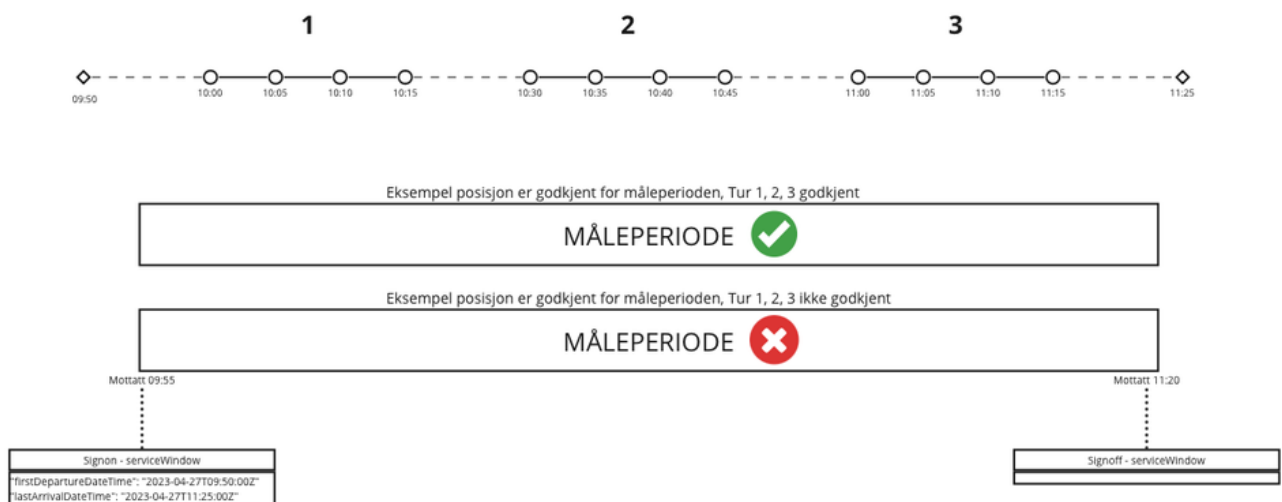 1 2 3
09:50 10:00 10:05 10:10 10:15 10:30 10:35 10:40 10:45 11:00 11:05 11:10 11:15 11:25
Eksempel posisjon er godkjent for måleperioden, Tur 1, 2, 3 godkjent
MÅLEPERIODE
Eksempel posisjon er godkjent for måleperioden, Tur 1, 2, 3 ikke godkjent
MÅLEPERIODE
Mottatt 09:55 Mottatt 11:20
Signon - serviceWindow Signoff - serviceWindow
"firstDepartureDateTime": "2023-04-27T09:50:00Z"
"lastArrivalDateTime": "2023-04-27T11:25:00Z"